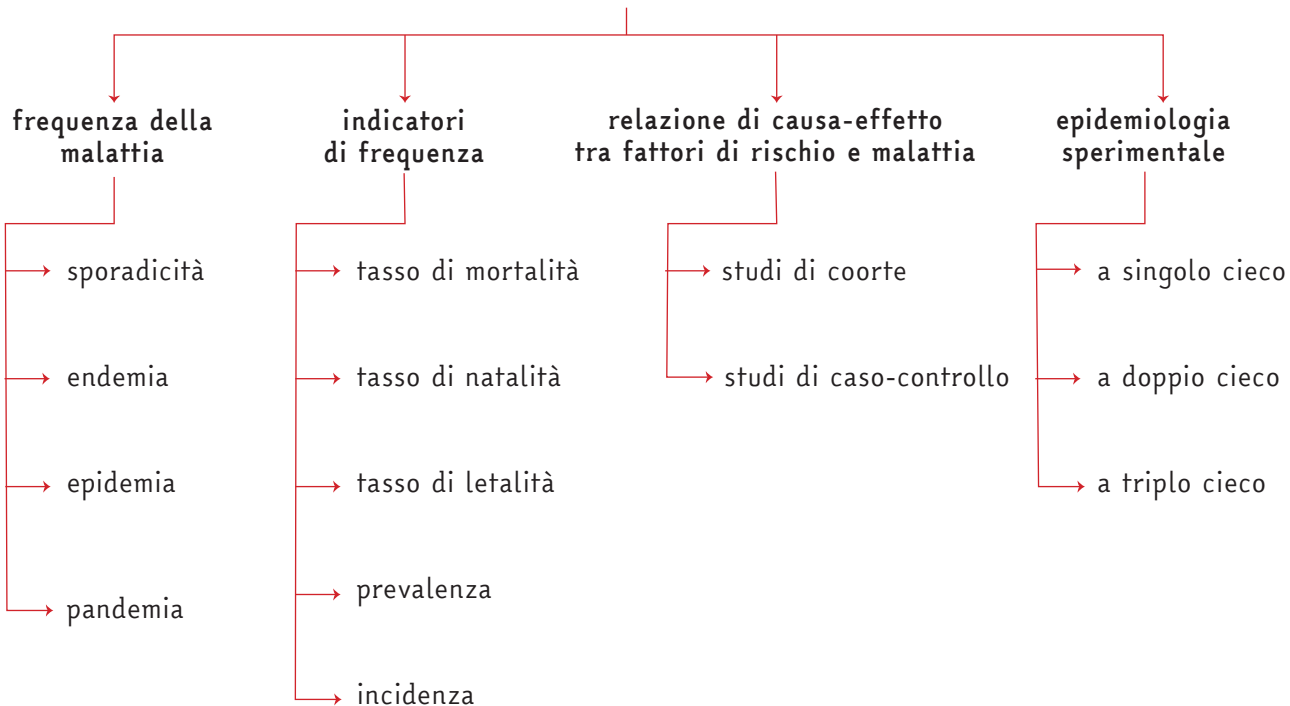 frequenza della
malattia
sporadicità
endemia
epidemia
pandemia
indicatori
di frequenza
tasso di mortalità
tasso di natalità
tasso di letalità
prevalenza
incidenza
relazione di causa-effetto
tra fattori di rischio e malattia
studi di coorte
studi di caso-controllo
epidemiologia
sperimentale
a singolo cieco
a doppio cieco
a triplo cieco